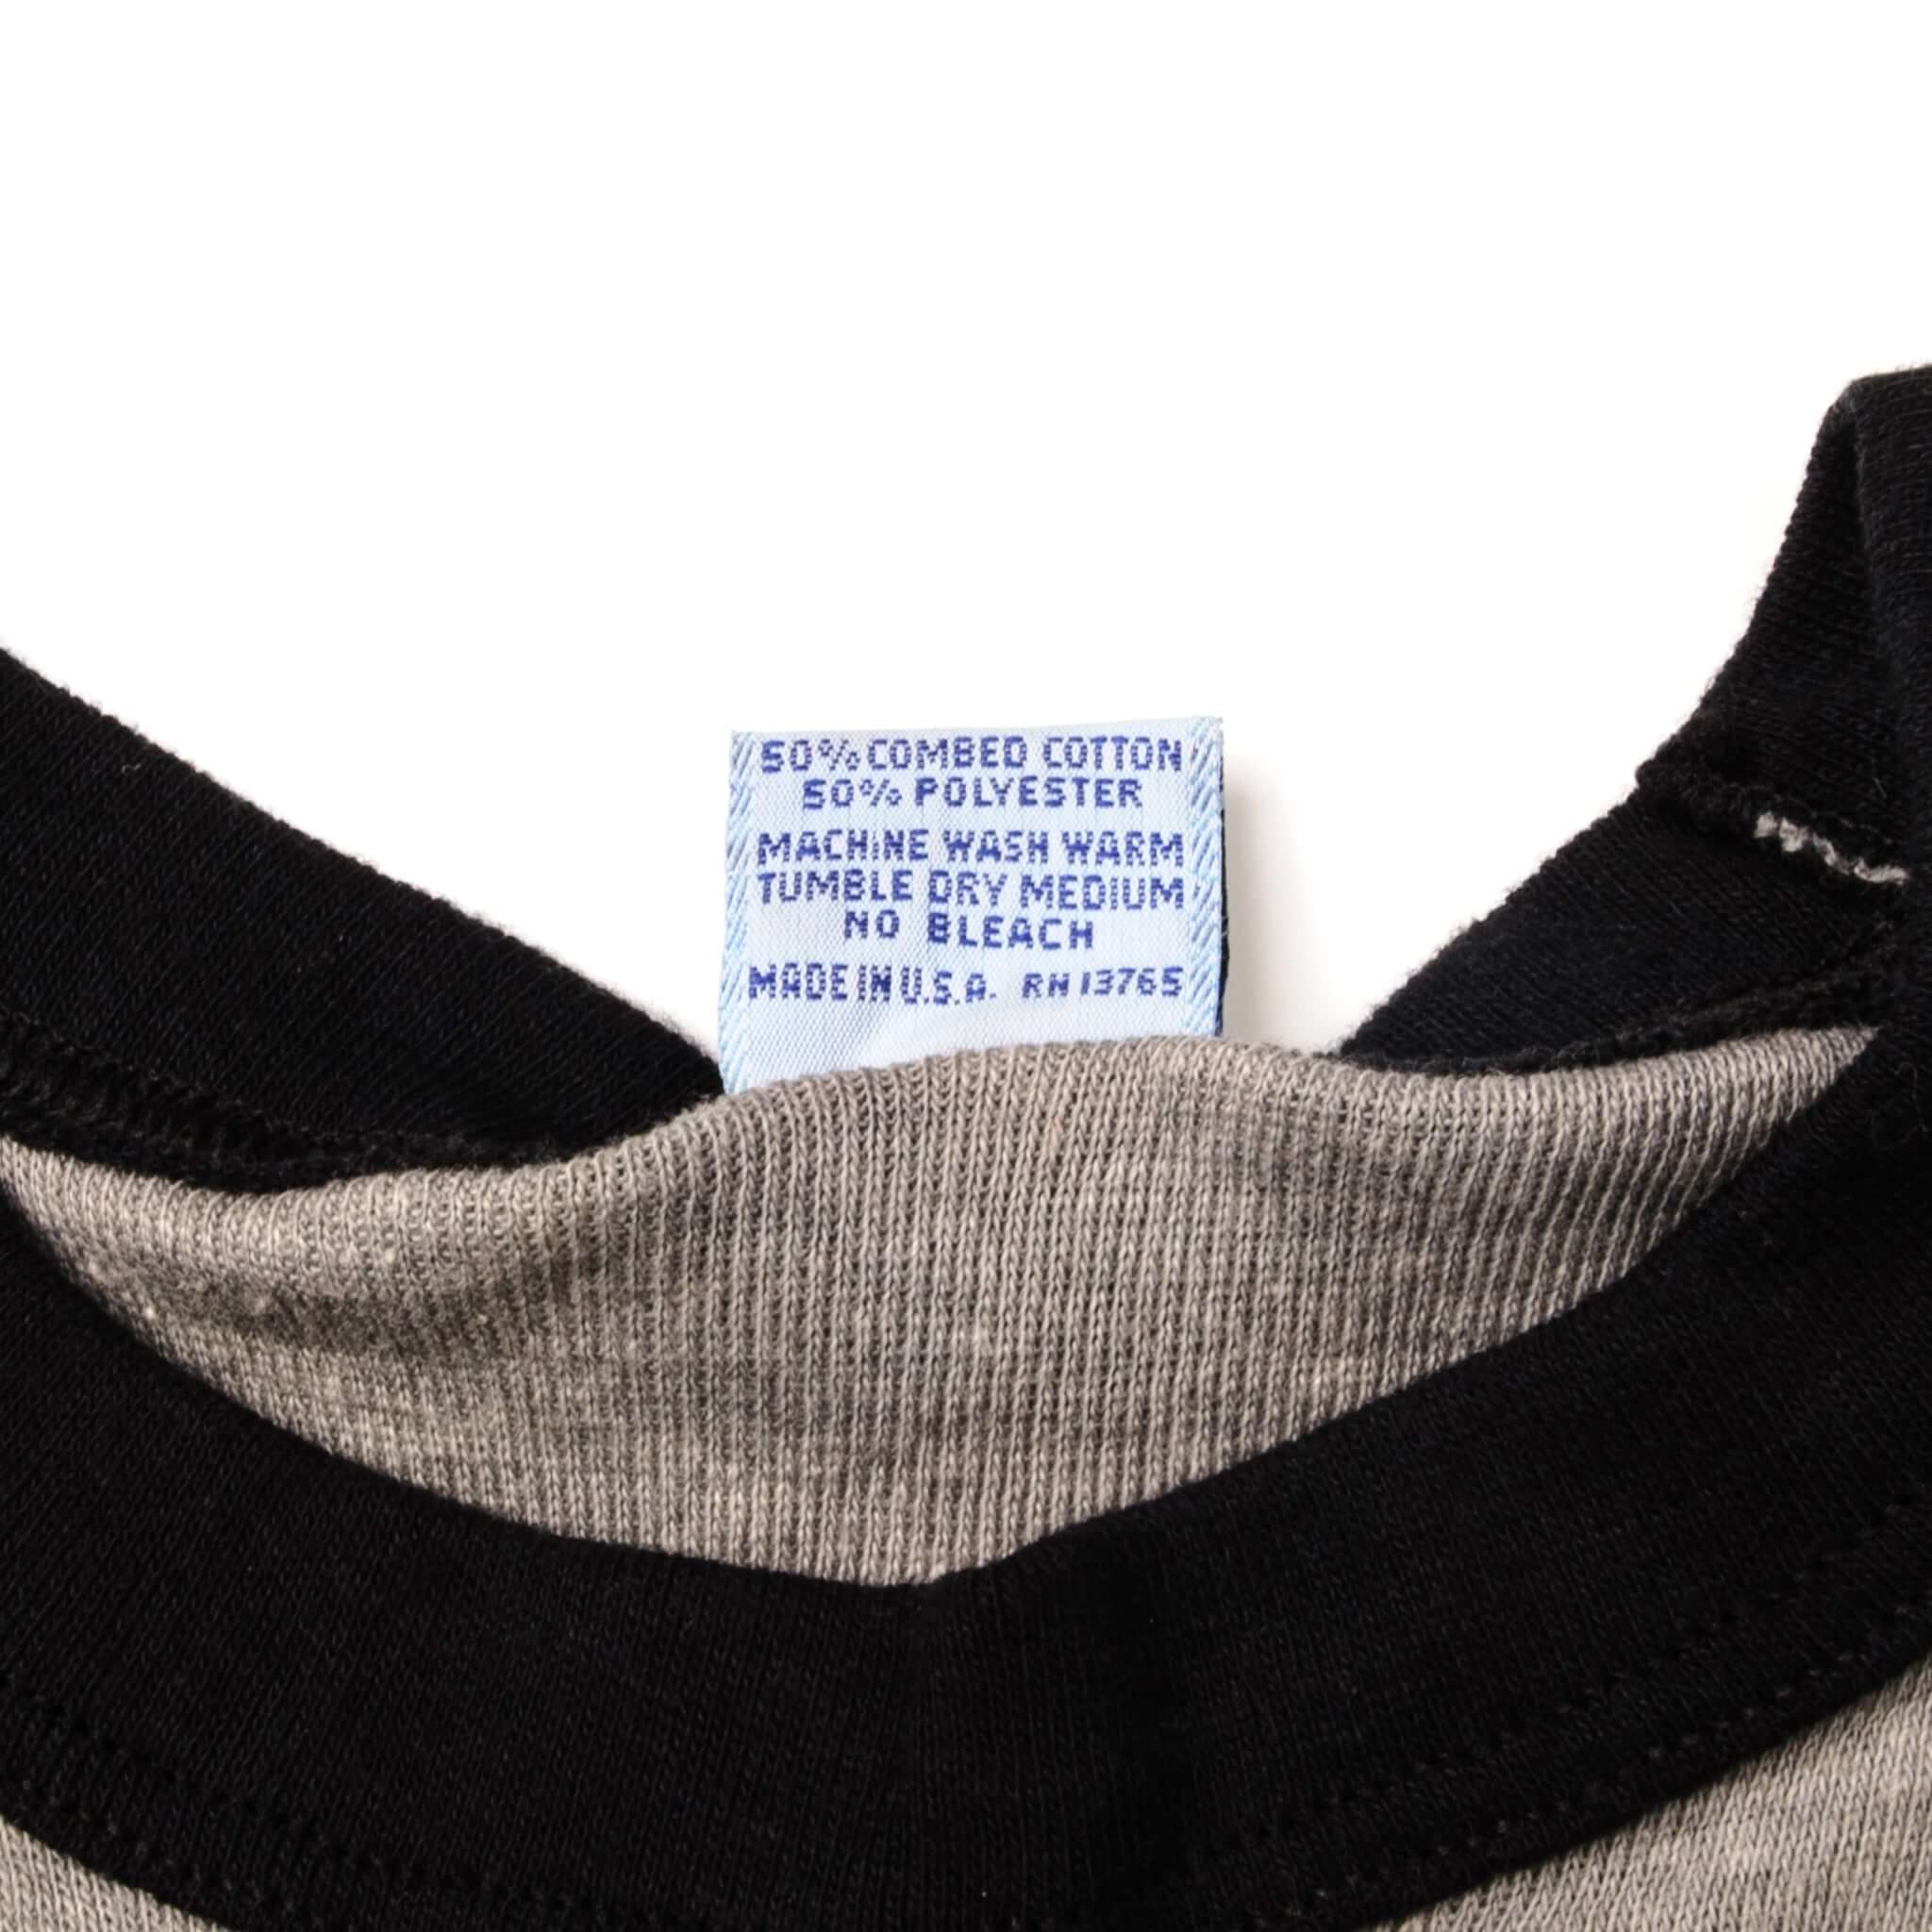 50% COMBED COTTON
50% POLYESTER
MACHINE WASH WARM
TUMBLE DRY MEDIUM
NO BLEACH
MADE IN U.S.A. RN 13765